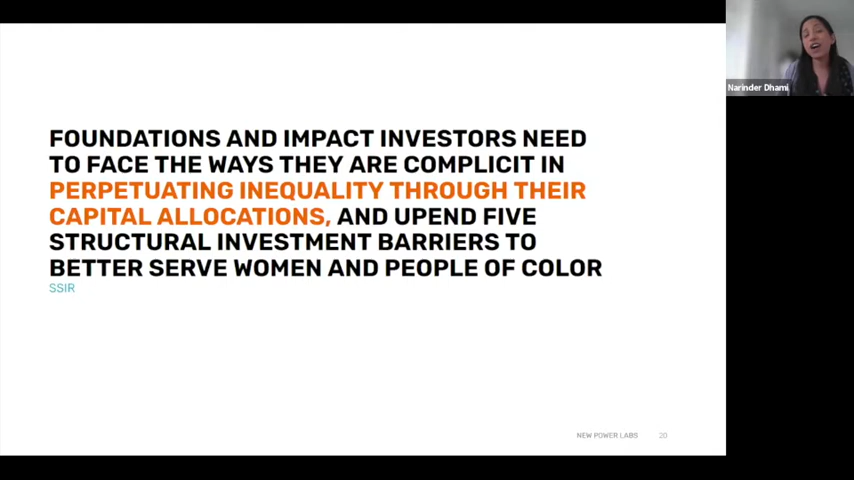 FOUNDATIONS AND IMPACT INVESTORS NEED
TO FACE THE WAYS THEY ARE COMPLICIT IN
PERPETUATING INEQUALITY THROUGH THEIR
CAPITAL ALLOCATIONS, AND UPEND FIVE
STRUCTURAL INVESTMENT BARRIERS TO
BETTER SERVE WOMEN AND PEOPLE OF COLOR
SSIR
NEW POWER LABS 20
Narinder Dhami